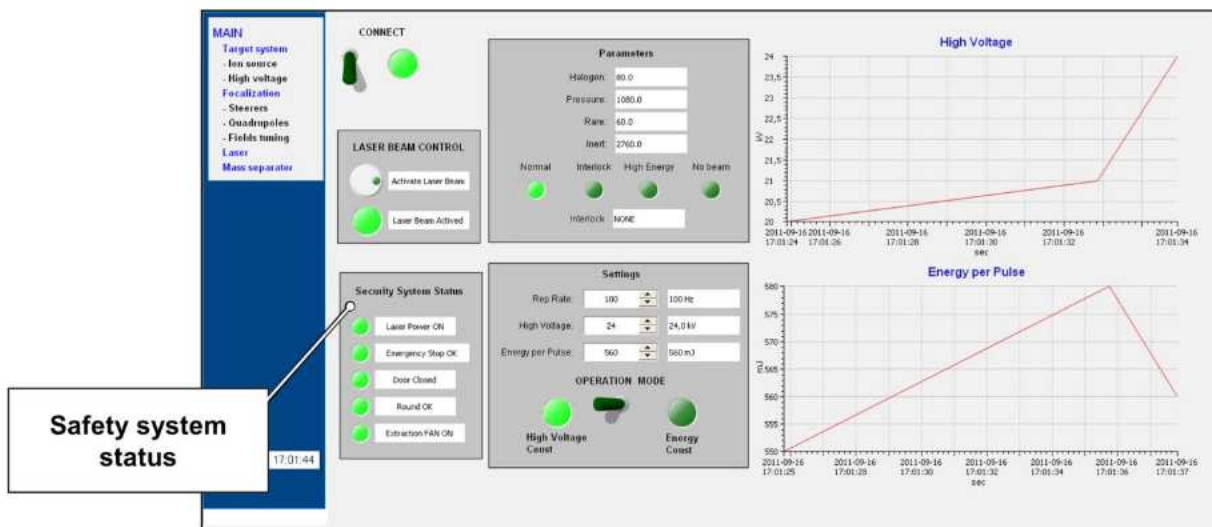 MAIN
Target system
- Ion source
- High voltage
Focalization
- Steerers
- Quadrupoles
- Fields tuning
Laser
Mass separater
17:01:44
Safety system
status
CONNECT
LASER BEAM CONTROL
Activate Laser Beam
Laser Beam Actived
Security System Status
Laser Power ON
Emergency Stop OK
Door Closed
Round OK
Extraction FAN ON
Parameters
Halogen: 80.0
Pressure: 1080.0
Rare: 60.0
Inert: 2760.0
Normal Interlock High Energy No beam
Interlock NONE
Settings
Rep Rate: 100 100 Hz
High Voltage: 24 24,0 kV
Energy per Pulse: 560 560 mJ
OPERATION MODE
High Voltage
Const
Energy
Const
High Voltage
24
23,5
23
22,5
22
21,5
21
20,5
20
kV
2011-09-16 2011-09-16 2011-09-16 2011-09-16 2011-09-16 2011-09-16
17:01:24 17:01:26 17:01:28 17:01:30 17:01:32 17:01:34
sec
Energy per Pulse
580
575
570
565
560
555
550
mJ
2011-09-16 2011-09-16 2011-09-16 2011-09-16 2011-09-16 2011-09-16 2011-09-16
17:01:25 17:01:28 17:01:30 17:01:32 17:01:34 17:01:36 17:01:37
sec